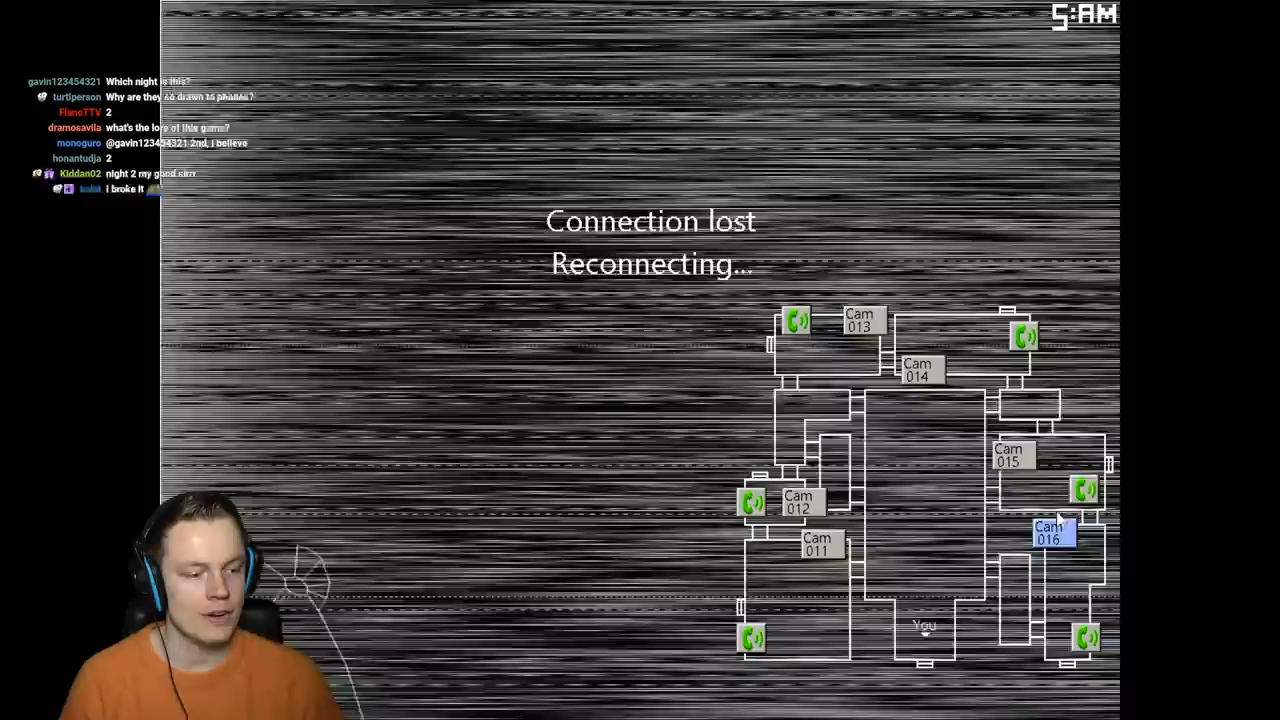 5:AM
gavin123454321 Which night is this?
turtlperson Why are they so drawn to phones?
FlanoTTV 2
dramosavila what's the lore of this game?
monoguro @gavin123454321 2nd, I believe
honantudja 2
Kiddan02 night 2 my good sirrr
I broke it
Connection lost
Reconnecting...
Cam
013
Cam
014
Cam
015
Cam
012
Cam
016
Cam
011
You